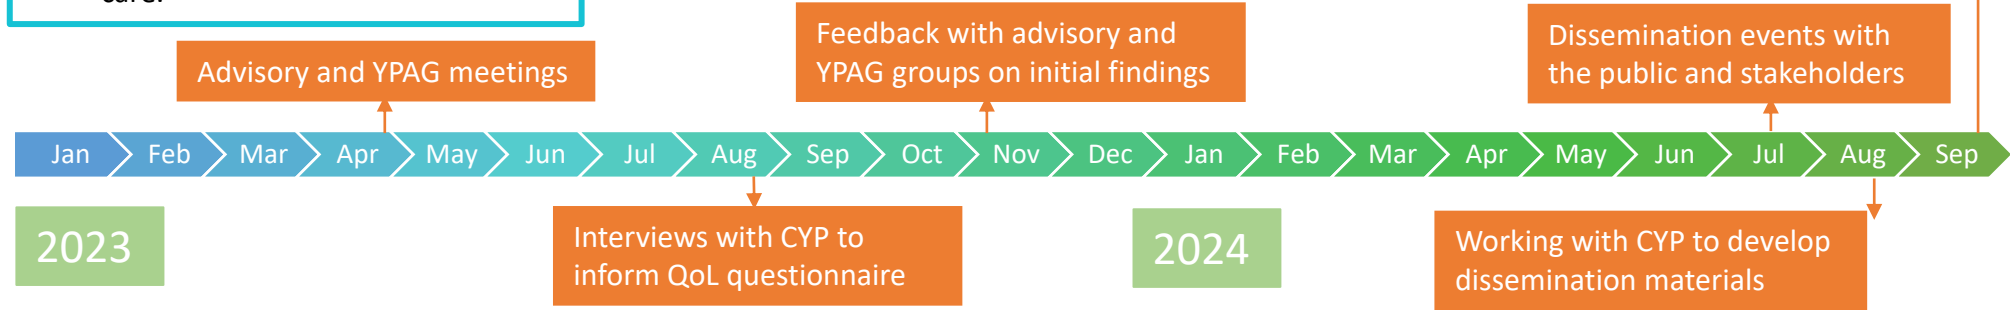 care.
Advisory and YPAG meetings
Feedback with advisory and
YPAG groups on initial findings
Dissemination events with
the public and stakeholders
Jan Feb Mar Apr May Jun Jul Aug Sep Oct Nov Dec Jan Feb Mar Apr May Jun Jul Aug Sep
2023
Interviews with CYP to
inform QoL questionnaire
2024
Working with CYP to develop
dissemination materials